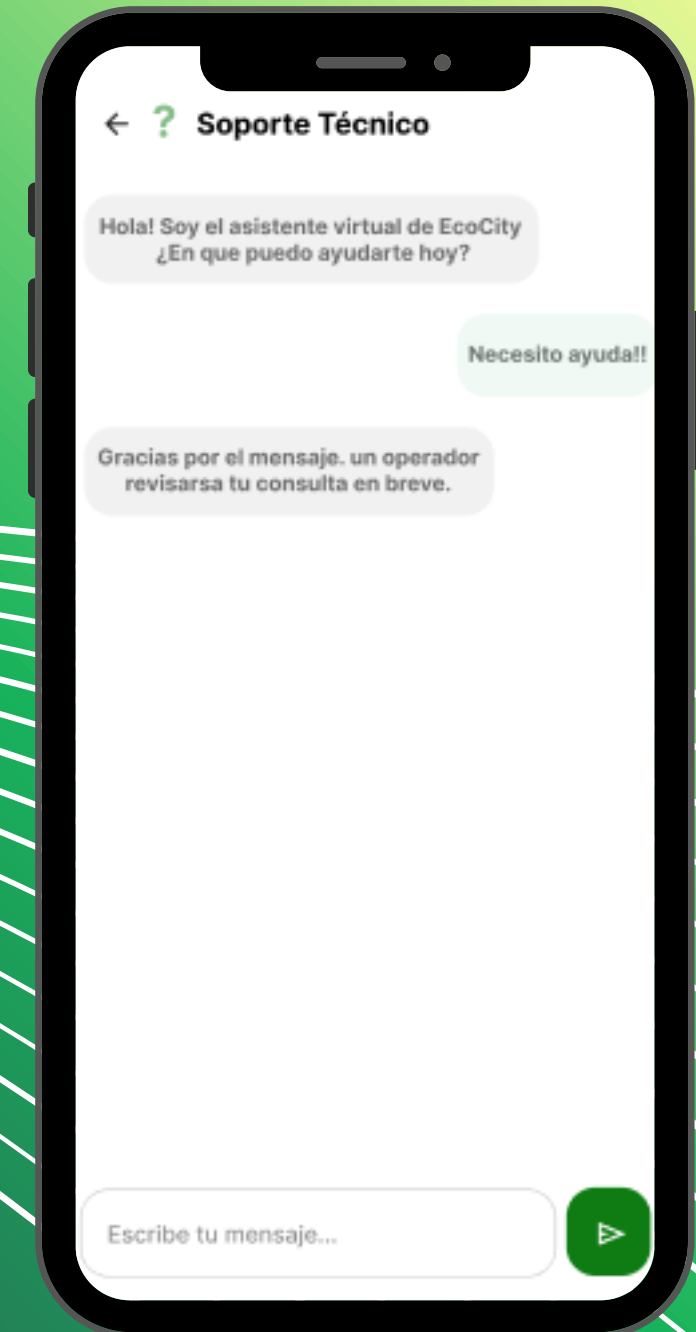 Soporte Técnico
Hola! Soy el asistente virtual de EcoCity
¿En que puedo ayudarte hoy?
Necesito ayuda!!
Gracias por el mensaje. un operador
revisarsa tu consulta en breve.
Escribe tu mensaje...